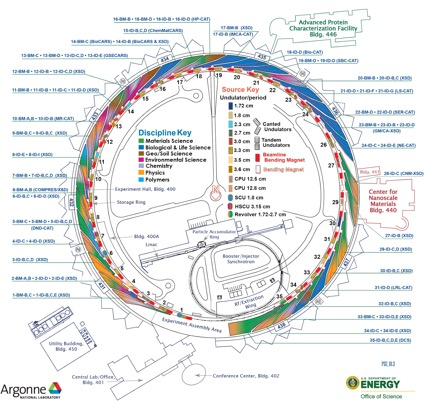 16-BM-B (XSD) • 16-BM-D • 16-ID-B • 16-ID-D (HP-CAT)
17-BM-B (XSD)
17-ID-B (IMCA-CAT)
15-ID-B,C,D (ChemMatCARS)
14-BM-C (BioCARS) • 14-ID-B (BioCARS & XSD)
13-BM-C • 13-BM-D • 13-ID-C,D • 13-ID-E (GSECARS)
12-BM-B • 12-ID-B • 12-ID-C,D (XSD)
11-BM-B • 11-ID-B • 11-ID-C • 11-ID-D (XSD)
10-BM-A,B • 10-ID-B (MR-CAT)
9-BM-B,C • 9-ID-B,C (XSD)
8-ID-E • 8-ID-I (XSD)
7-BM-B • 7-ID-B,C,D (XSD)
6-BM-A,B (COMPRES/XSD)
6-ID-B,C • 6-ID-D (XSD)
5-BM-C • 5-BM-D • 5-ID-B,C,D
(DND-CAT)
4-ID-C • 4-ID-D (XSD)
3-ID-B,C,D (XSD)
2-BM-A,B • 2-ID-D • 2-ID-E (XSD)
1-BM-B,C • 1-ID-B,C,E (XSD)
Advanced Protein
Characterization Facility
Bldg. 446
18-ID-D (Bio-CAT)
19-BM-D • 19-ID-D (SBC-CAT)
20-BM-B • 20-ID-B,C (XSD)
21-ID-D • 21-ID-F • 21-ID-G (LS-CAT)
22-BM-D • 22-ID-D (SER-CAT)
23-BM-B • 23-ID-B • 23-ID-D
(GM/CA-XSD)
24-ID-C • 24-ID-E (NE-CAT)
26-ID-C (CNM-XSD)
Center for
Nanoscale
Materials
Bldg. 440
27-ID-B (XSD)
29-ID-C,D (XSD)
30-ID-B,C (XSD)
31-ID-D (LRL-CAT)
32-ID-B,C (XSD)
33-BM-C • 33-ID-D,E (XSD)
34-ID-C • 34-ID-E (XSD)
35-ID-B,C,D,E (DCS)
Discipline Key
Materials Science
Biological & Life Science
Geo/Soil Science
Environmental Science
Chemistry
Physics
Polymers
Source Key
Undulator/period
1.72 cm
1.8 cm
2.3 cm
2.7 cm
3.0 cm
3.3 cm
3.5 cm
3.6 cm
CPU 12.5 cm
CPU 12.8 cm
SCU 1.8 cm
HSCU 3.15 cm
Revolver 1.72-2.7 cm
Canted
Undulators
Tandem
Undulators
Beamline
Bending Magnet
Bending Magnet
Experiment Hall, Bldg. 400
Storage Ring
Bldg. 400A
Linac
Particle Accumulator
Ring
Booster/Injector
Synchrotron
RF/Extraction
Wing
Experiment Assembly Area
Utility Building,
Bldg. 450
Central Lab/Office,
Bldg. 401
Conference Center, Bldg. 402
Argonne
NATIONAL LABORATORY
U.S. DEPARTMENT OF
ENERGY
Office of Science